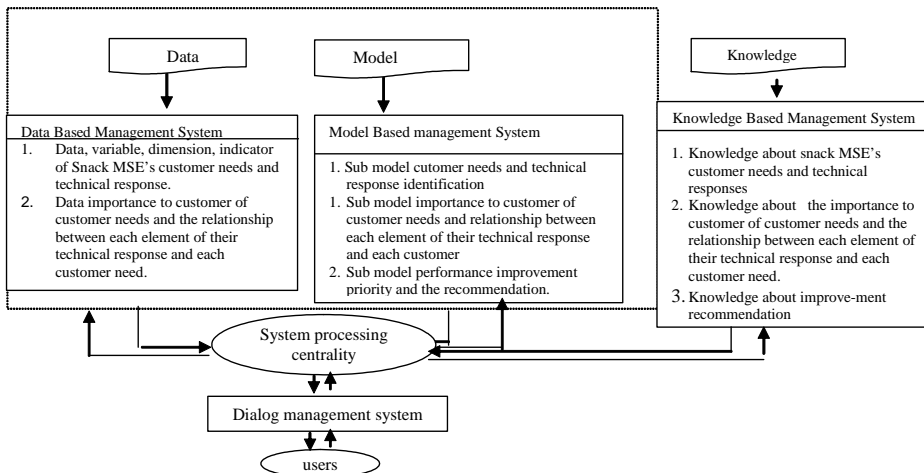 Data
Model
Knowledge
Data Based Management System
1. Data, variable, dimension, indicator
of Snack MSE's customer needs and
technical response.
2. Data importance to customer of
customer needs and the relationship
between each element of their
technical response and each
customer need.
Model Based management System
1. Sub model cutomer needs and technical
response identification
1. Sub model importance to customer of
customer needs and relationship between
each element of their technical response
and each customer
2. Sub model performance improvement
priority and the recommendation.
Knowledge Based Management System
1. Knowledge about snack MSE's
customer needs and technical
responses
2. Knowledge about the importance to
customer of customer needs and the
relationship between each element of
their technical response and each
customer need.
3. Knowledge about improve-ment
recommendation
System processing
centrality
Dialog management system
users